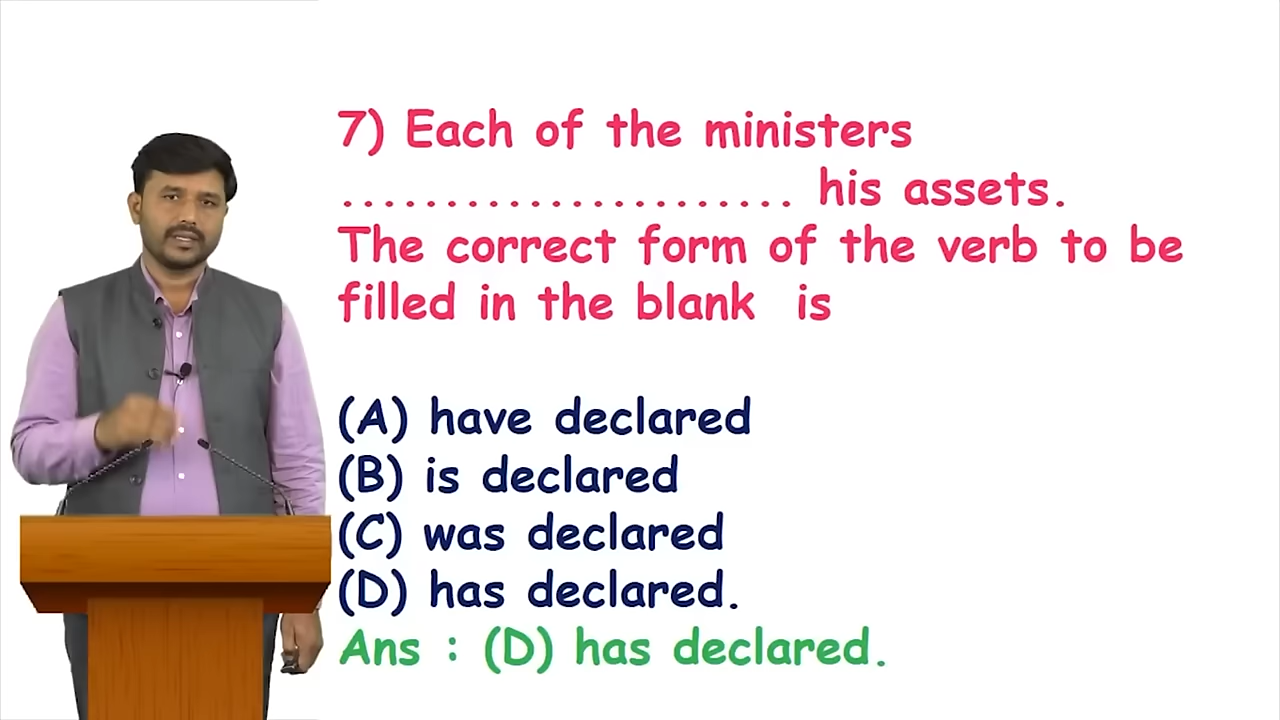 7) Each of the ministers
...................... his assets.
The correct form of the verb to be
filled in the blank is
(A) have declared
(B) is declared
(C) was declared
(D) has declared.
Ans : (D) has declared.